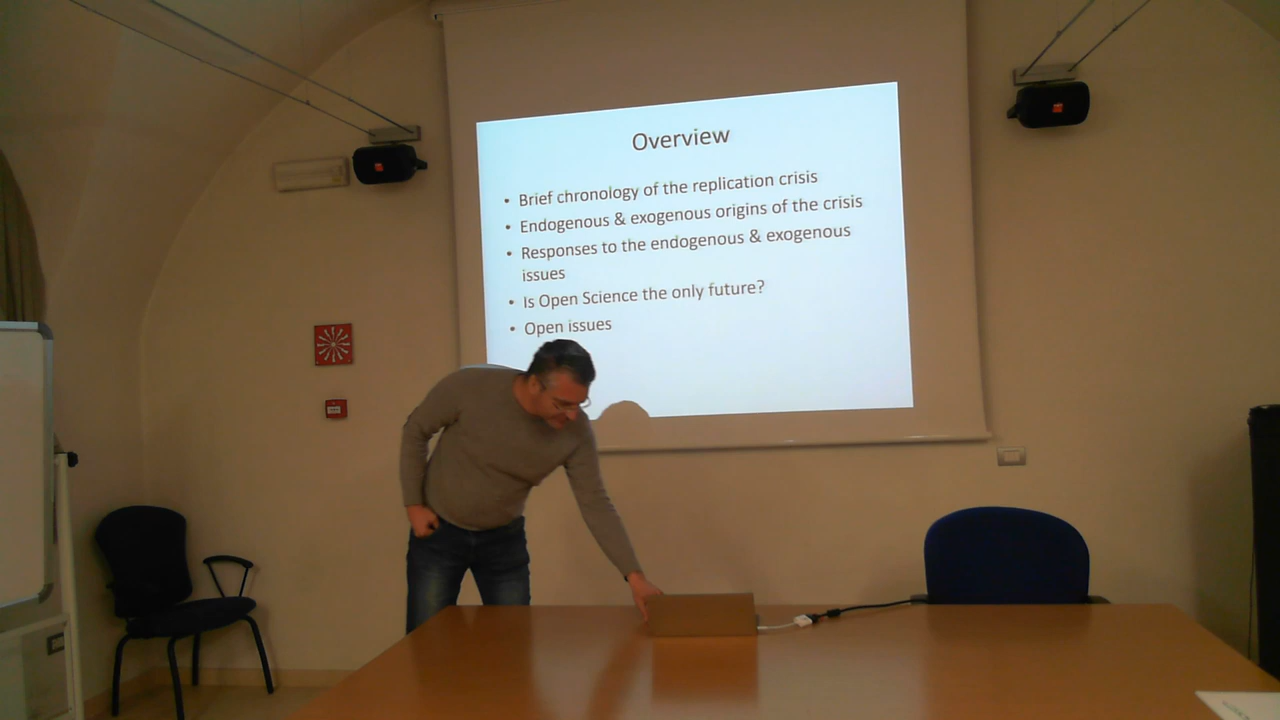 Overview
• Brief chronology of the replication crisis
• Endogenous & exogenous origins of the crisis
• Responses to the endogenous & exogenous
issues
• Is Open Science the only future?
• Open issues